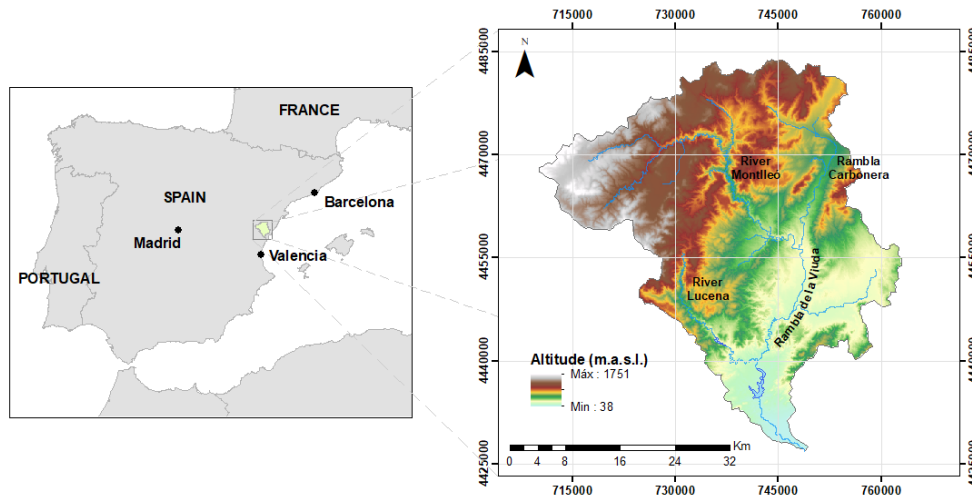 FRANCE
SPAIN
Barcelona
Madrid
Valencia
PORTUGAL
715000 730000 745000 760000
N
4485000
4470000
4455000
4440000
4425000
River
Montlleó
Rambla
Carbonera
River
Lucena
Rambla de la Viuda
Altitude (m.a.s.l.)
Máx : 1751
Min : 38
Km
0 4 8 16 24 32
715000 730000 745000 760000